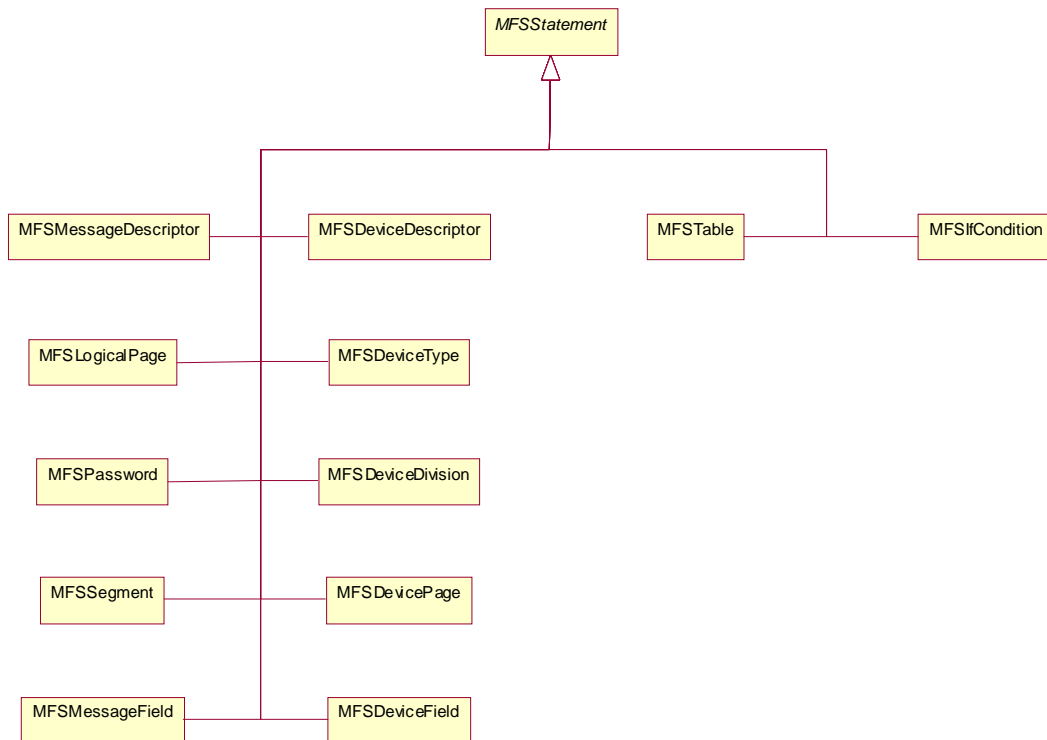 MFSStatement
MFSMessageDescriptor
MFSDeviceDescriptor
MFSTable
MFSIfCondition
MFSLogicalPage
MFSDeviceType
MFSPassword
MFSDeviceDivision
MFSSegment
MFSDevicePage
MFSMessageField
MFSDeviceField